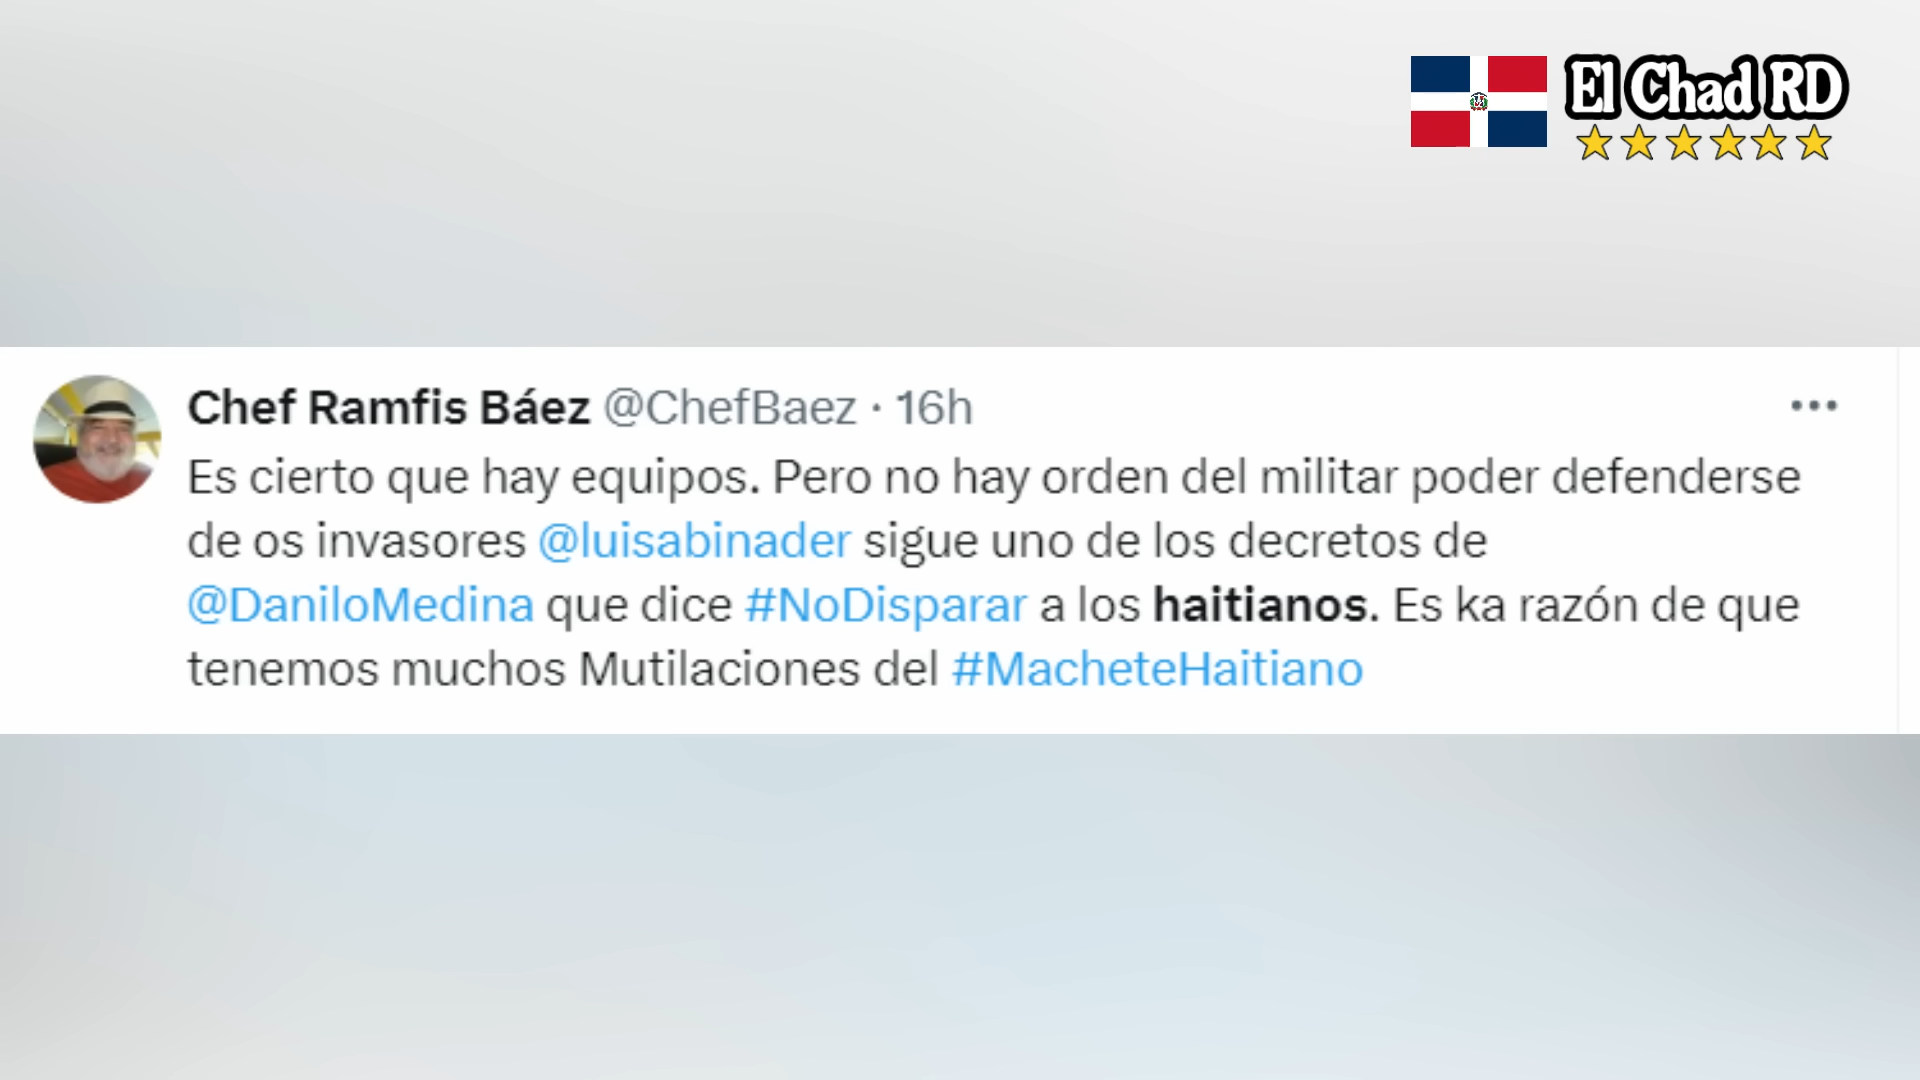 El Chad RD
Chef Ramfis Báez @ChefBaez · 16h
Es cierto que hay equipos. Pero no hay orden del militar poder defenderse
de os invasores @luisabinader sigue uno de los decretos de
@DaniloMedina que dice #NoDisparar a los haitianos. Es ka razón de que
tenemos muchos Mutilaciones del #MacheteHaitiano